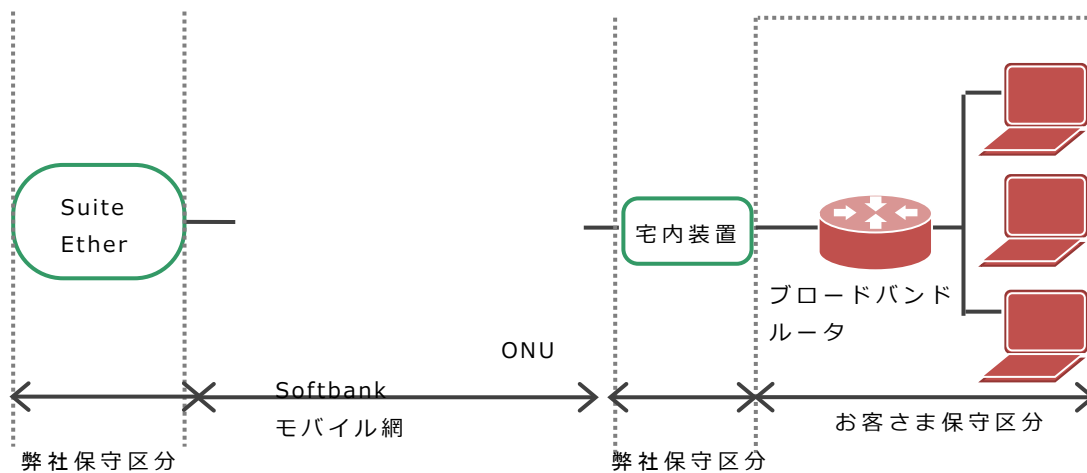 Suite
Ether
宅内装置
ブロードバンド
ルータ
ONU
Softbank
モバイル網
お客さま保守区分
弊社保守区分
弊社保守区分